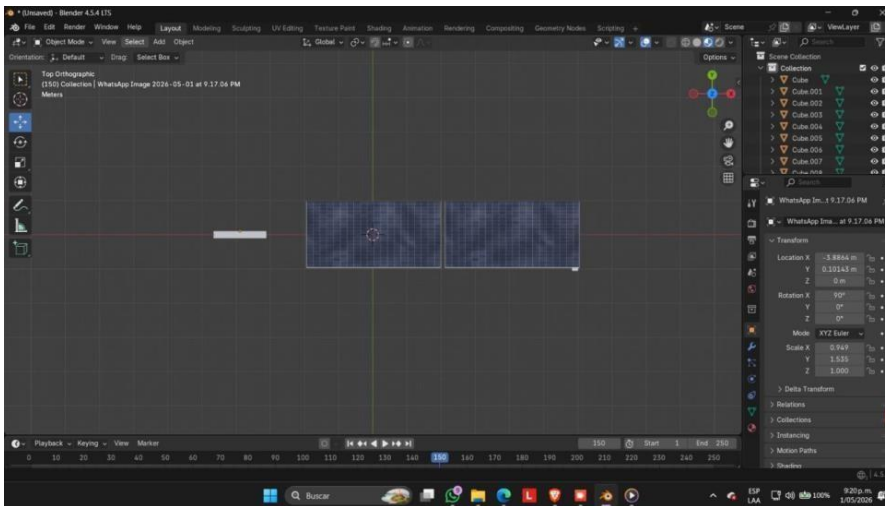 * (Unsaved) - Blender 4.5.4 LTS
File Edit Render Window Help Layout Modeling Sculpting UV Editing Texture Paint Shading Animation Rendering Compositing Geometry Nodes Scripting + Scene ViewLayer
Object Mode View Select Add Object Global Search
Orientation: Default Drag: Select Box Options
Top Orthographic
(150) Collection | WhatsApp Image 2026-05-01 at 9.17.06 PM
Meters
Scene Collection
Collection
Cube
Cube.001
Cube.002
Cube.003
Cube.004
Cube.005
Cube.006
Cube.007
Cube.008
Search
WhatsApp Im...t 9.17.06 PM
WhatsApp Ima... at 9.17.06 PM
Transform
Location X -3.8864 m
Y 0.10143 m
Z 0 m
Rotation X 90°
Y 0°
Z 0°
Mode XYZ Euler
Scale X 0.949
Y 1.535
Z 1.000
Delta Transform
Relations
Collections
Instancing
Motion Paths
Shading
Playback Keying View Marker 150 Start 1 End 250
0 10 20 30 40 50 60 70 80 90 100 110 120 130 140 150 160 170 180 190 200 210 220 230 240 250
4.5
Buscar
ESP
LAA
100%
9:20 p.m.
1/05/2026